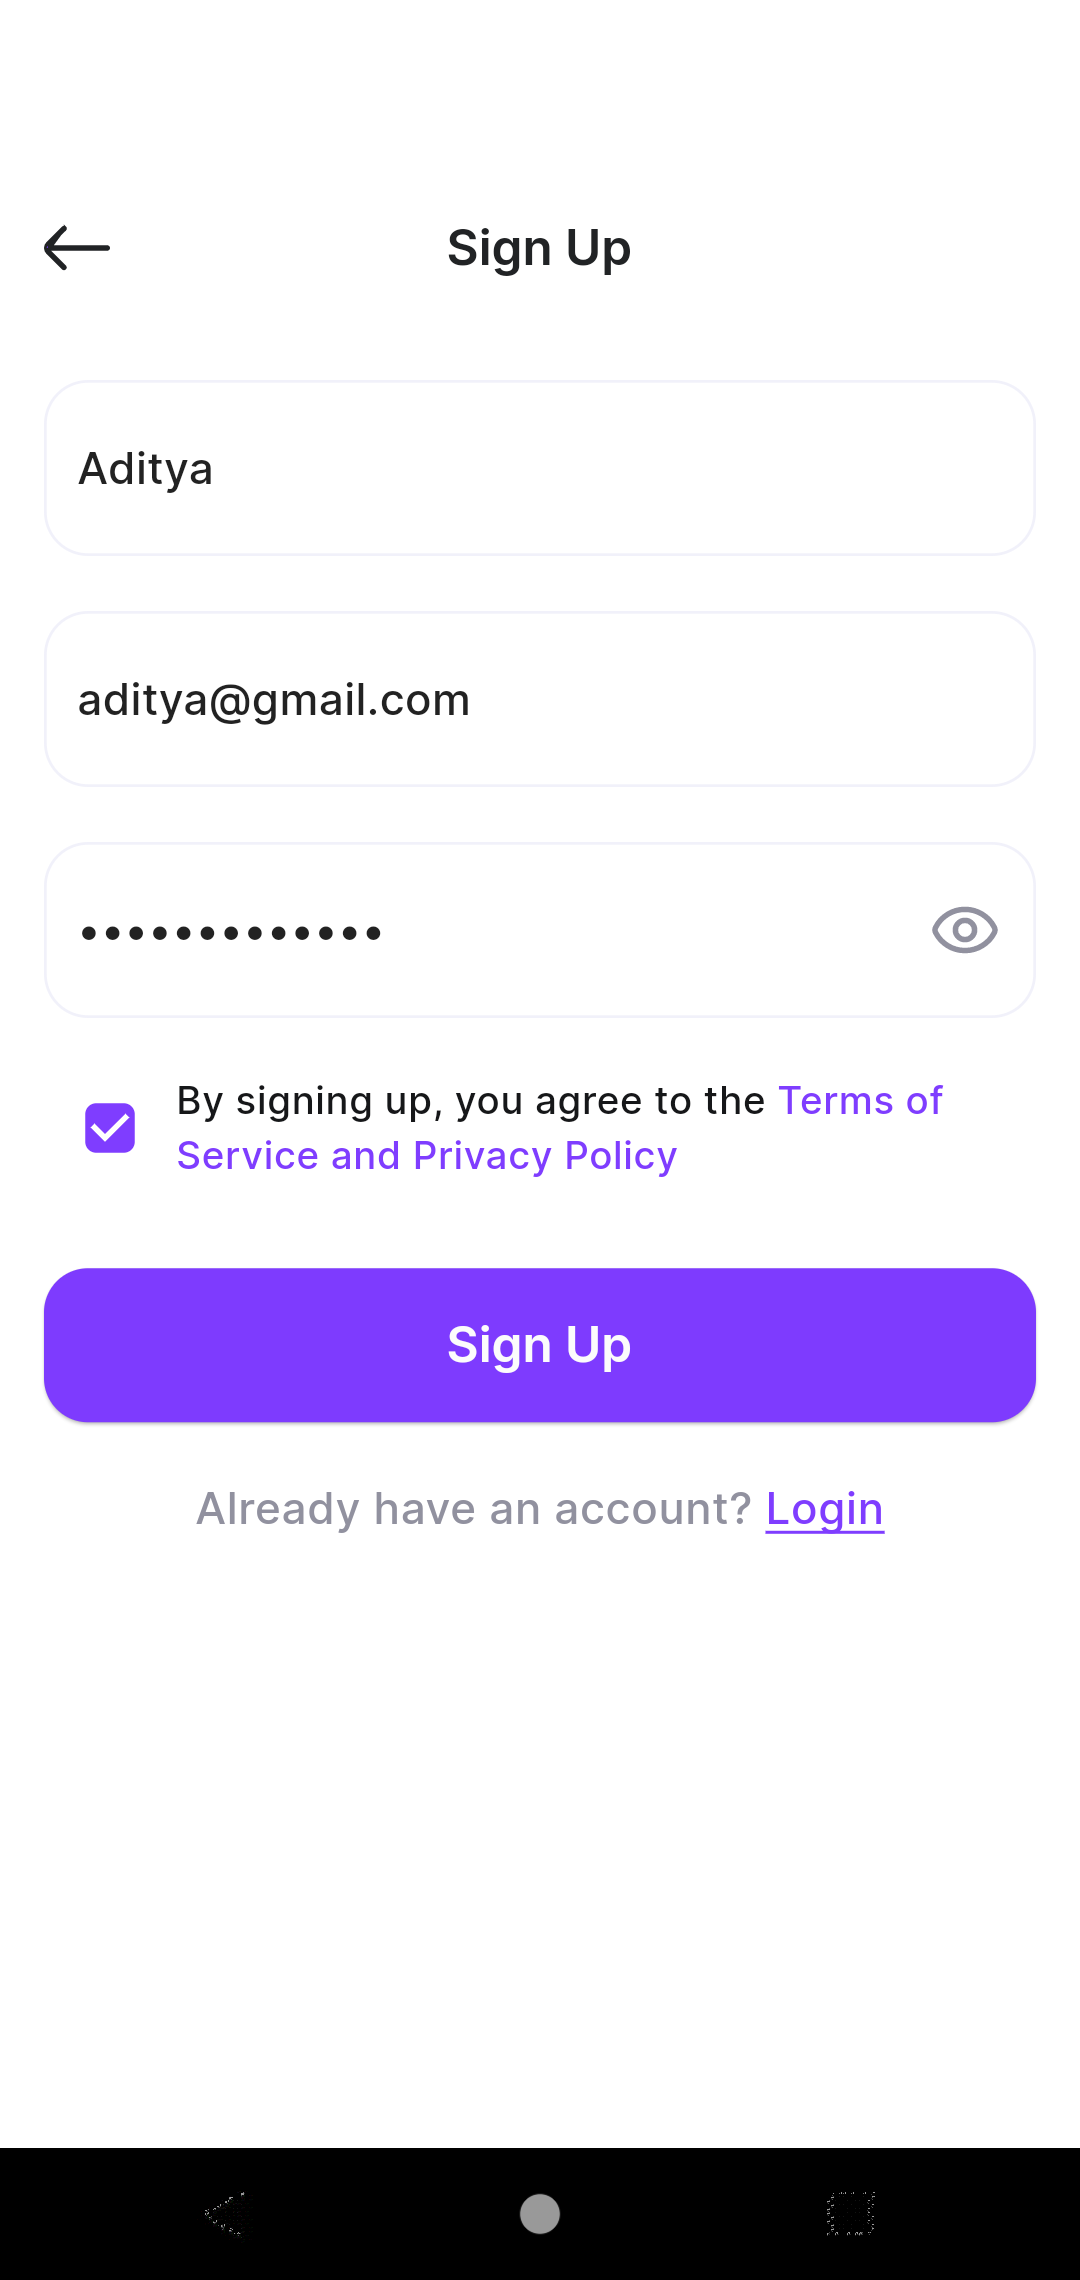 Sign Up
Aditya
aditya@gmail.com
•••••••••••••
By signing up, you agree to the Terms of
Service and Privacy Policy
Sign Up
Already have an account? Login